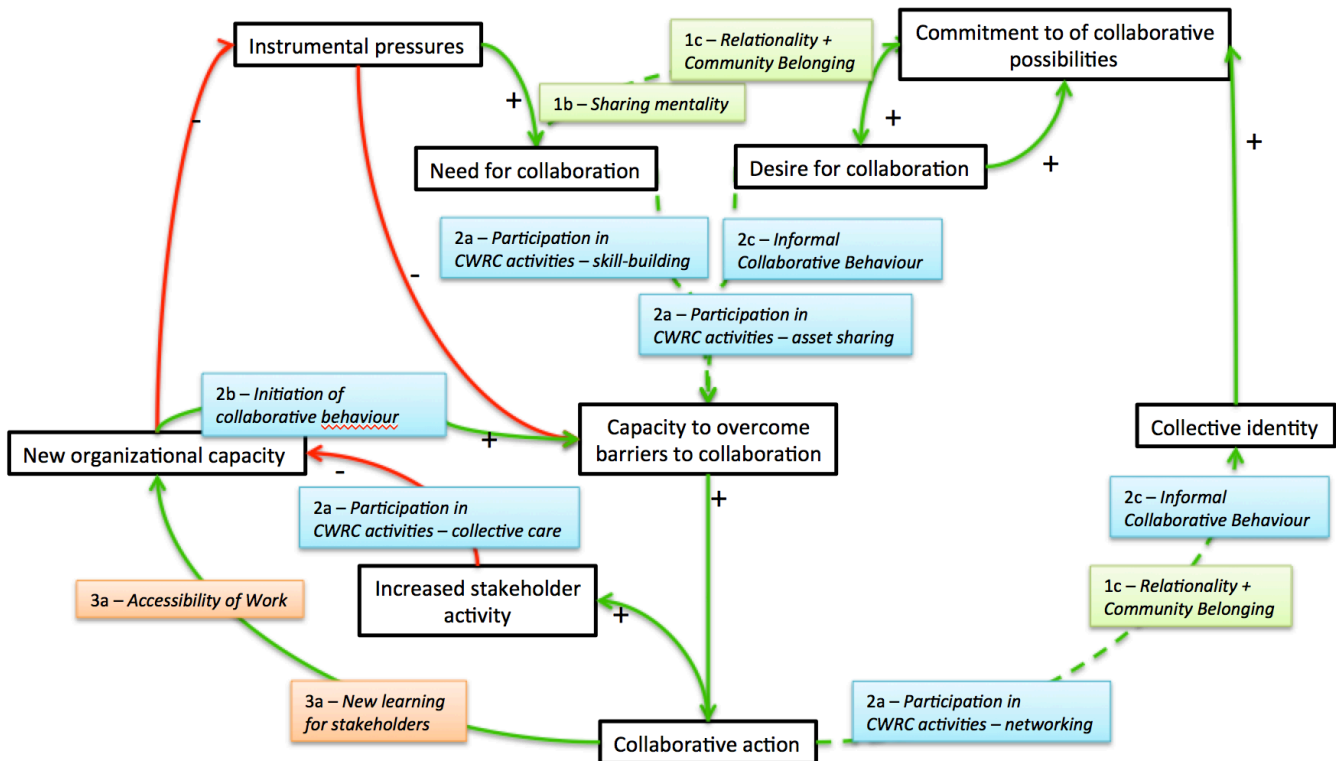 Instrumental pressures
1c – Relationality +
Community Belonging
Commitment to of collaborative
possibilities
+
1b – Sharing mentality
-
+
+
+
Need for collaboration
Desire for collaboration
2a – Participation in
CWRC activities – skill-building
2c – Informal
Collaborative Behaviour
-
2a – Participation in
CWRC activities – asset sharing
2b – Initiation of
collaborative behaviour
+
Capacity to overcome
barriers to collaboration
Collective identity
New organizational capacity
-
2a – Participation in
CWRC activities – collective care
+
2c – Informal
Collaborative Behaviour
3a – Accessibility of Work
Increased stakeholder
activity
+
1c – Relationality +
Community Belonging
3a – New learning
for stakeholders
2a – Participation in
CWRC activities – networking
Collaborative action